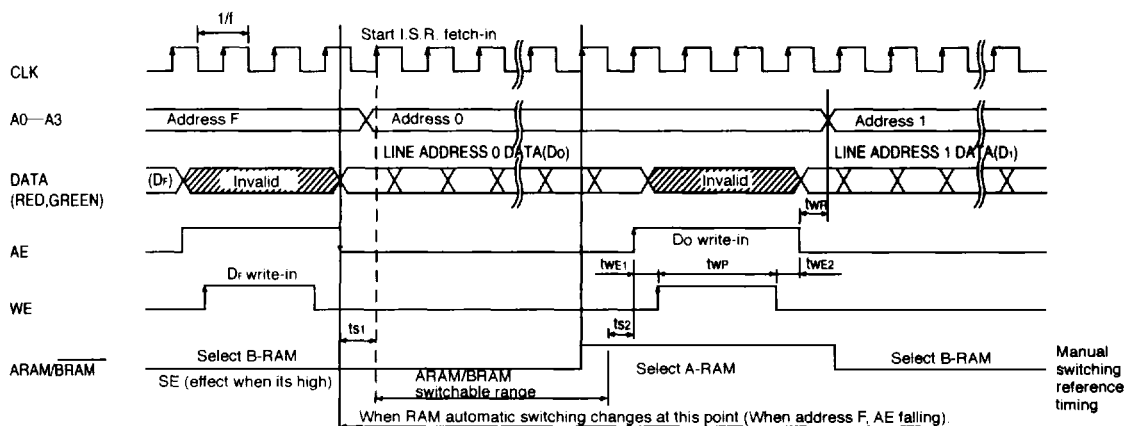 1/f
Start I.S.R. fetch-in
CLK
A0—A3
Address F
Address 0
Address 1
LINE ADDRESS 0 DATA(D0)
LINE ADDRESS 1 DATA(D1)
DATA
(RED,GREEN)
(DF)
Invalid
Invalid
twR
AE
D0 write-in
twE1
twP
twE2
DF write-in
WE
ts1
ts2
ARAM/BRAM
Select B-RAM
Select A-RAM
Select B-RAM
Manual
switching
reference
timing
SE (effect when its high)
ARAM/BRAM
switchable range
When RAM automatic switching changes at this point (When address F, AE falling).